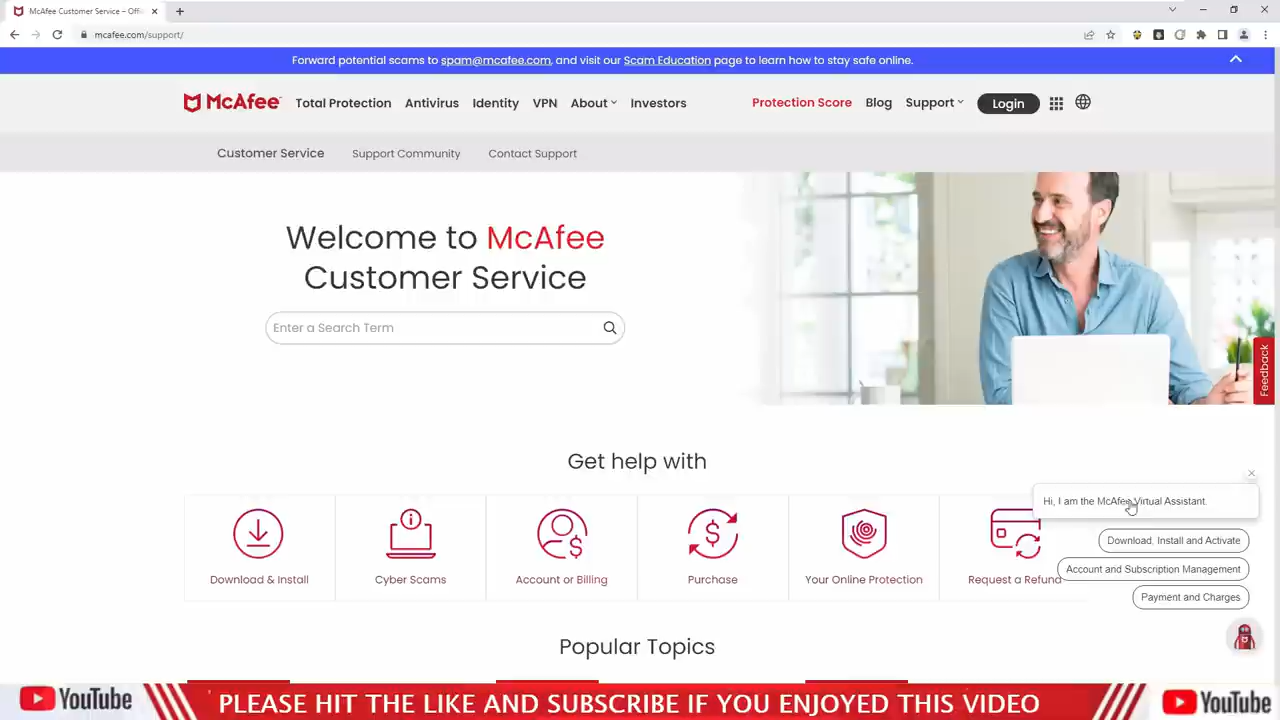 McAfee Customer Service – Offi
mcafee.com/support/
Forward potential scams to spam@mcafee.com, and visit our Scam Education page to learn how to stay safe online.
McAfee
Total Protection
Antivirus
Identity
VPN
About
Investors
Protection Score
Blog
Support
Login
Customer Service
Support Community
Contact Support
Welcome to McAfee
Customer Service
Enter a Search Term
Feedback
Get help with
Hi, I am the McAfee Virtual Assistant.
Download, Install and Activate
Account and Subscription Management
Payment and Charges
Download & Install
Cyber Scams
Account or Billing
Purchase
Your Online Protection
Request a Refund
Popular Topics
YouTube
PLEASE HIT THE LIKE AND SUBSCRIBE IF YOU ENJOYED THIS VIDEO
YouTube